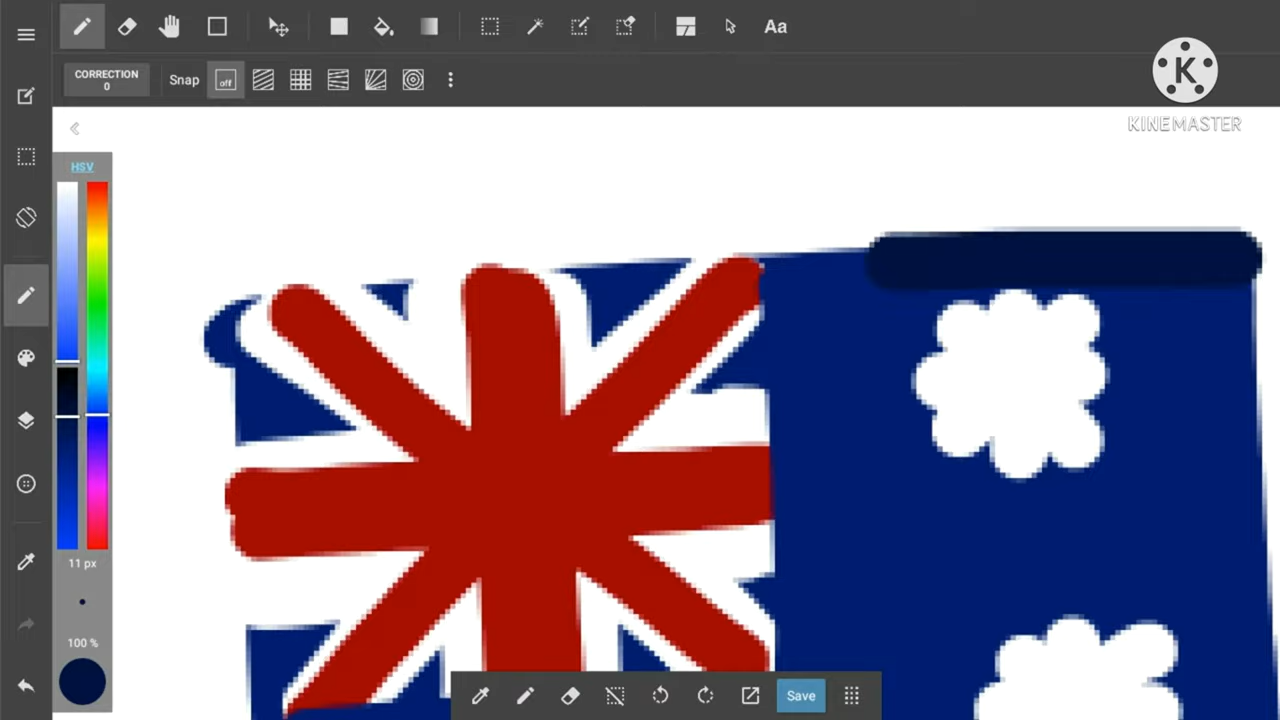 Aa
CORRECTION
0
Snap
off
K
KINEMASTER
HSV
11 px
100 %
Save